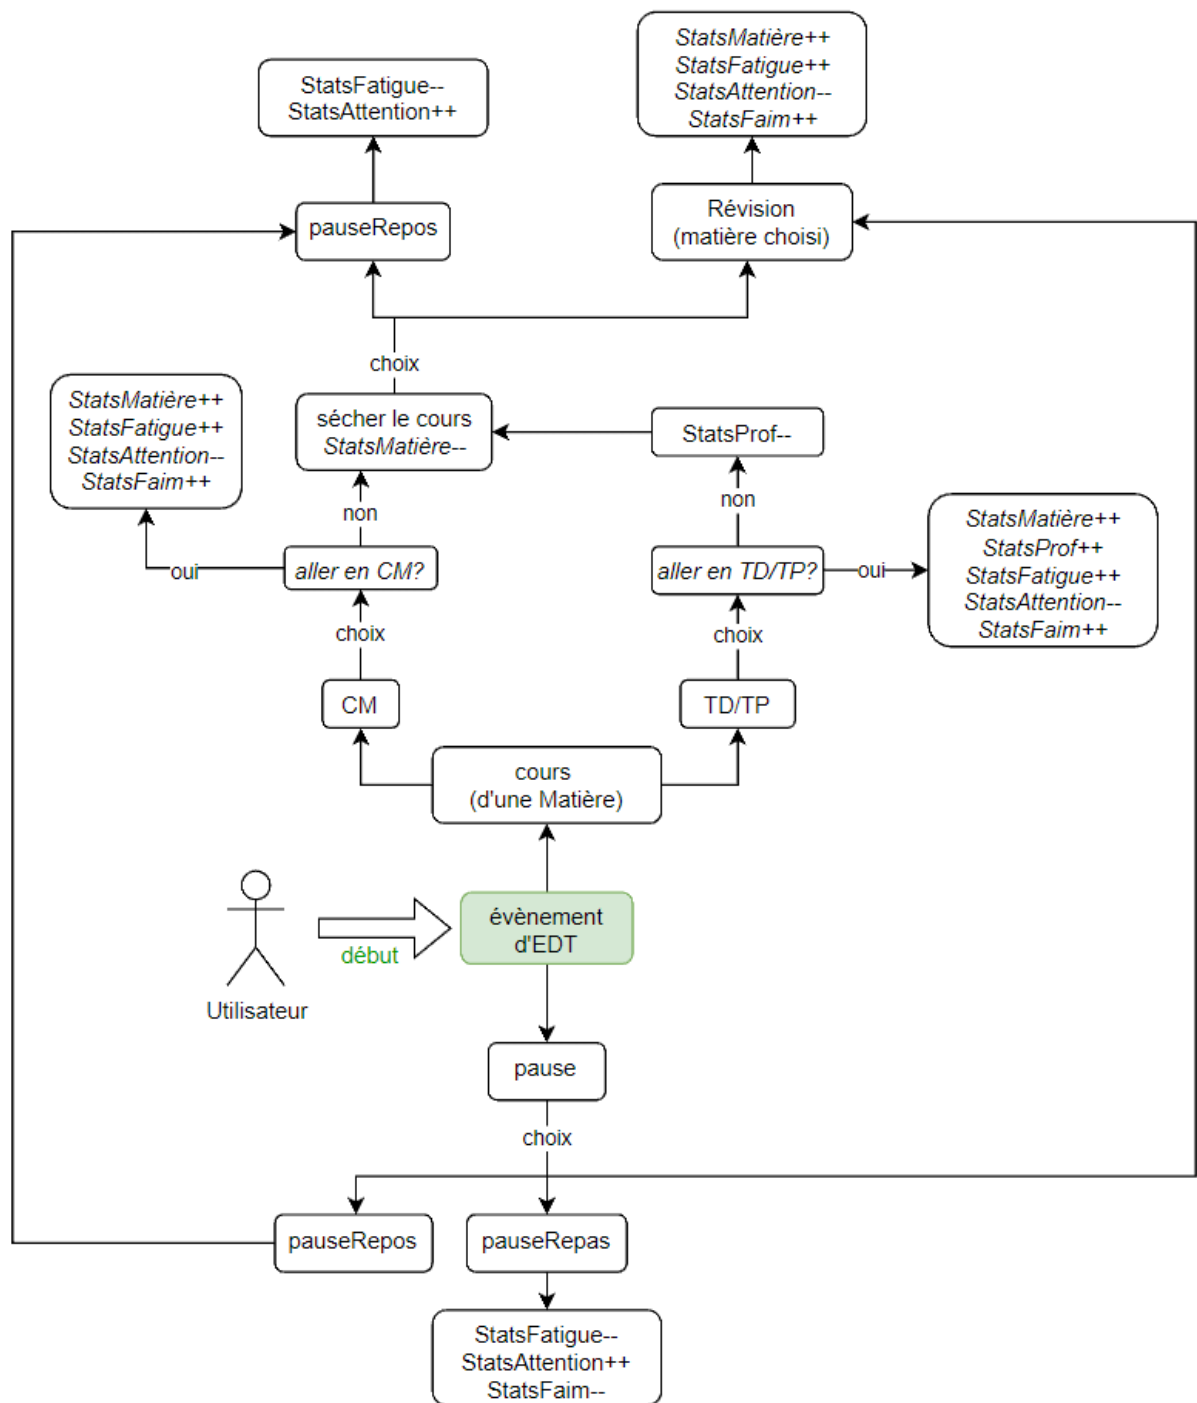 StatsMatière++
StatsFatigue++
StatsAttention--
StatsFaim++
StatsFatigue--
StatsAttention++
pauseRepos
Révision
(matière choisi)
choix
StatsMatière++
StatsFatigue++
StatsAttention--
StatsFaim++
sécher le cours
StatsMatière--
StatsProf--
non
non
StatsMatière++
StatsProf++
StatsFatigue++
StatsAttention--
StatsFaim++
oui
aller en CM?
aller en TD/TP?
oui
choix
choix
CM
TD/TP
cours
(d'une Matière)
évènement
d'EDT
début
Utilisateur
pause
choix
pauseRepos
pauseRepas
StatsFatigue--
StatsAttention++
StatsFaim--